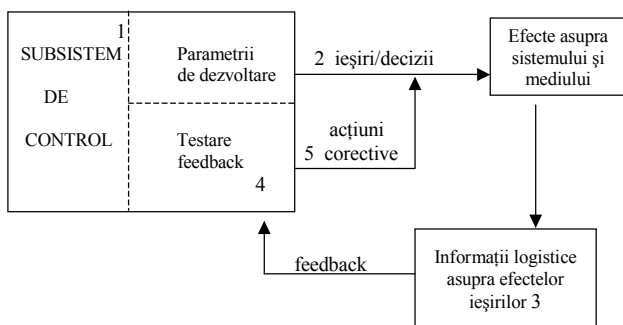 1
SUBSISTEM
DE
CONTROL
Parametrii
de dezvoltare
Testare
feedback
4
2 ieşiri/decizii
acţiuni
5 corective
Efecte asupra
sistemului şi
mediului
feedback
Informaţii logistice
asupra efectelor
ieşirilor 3